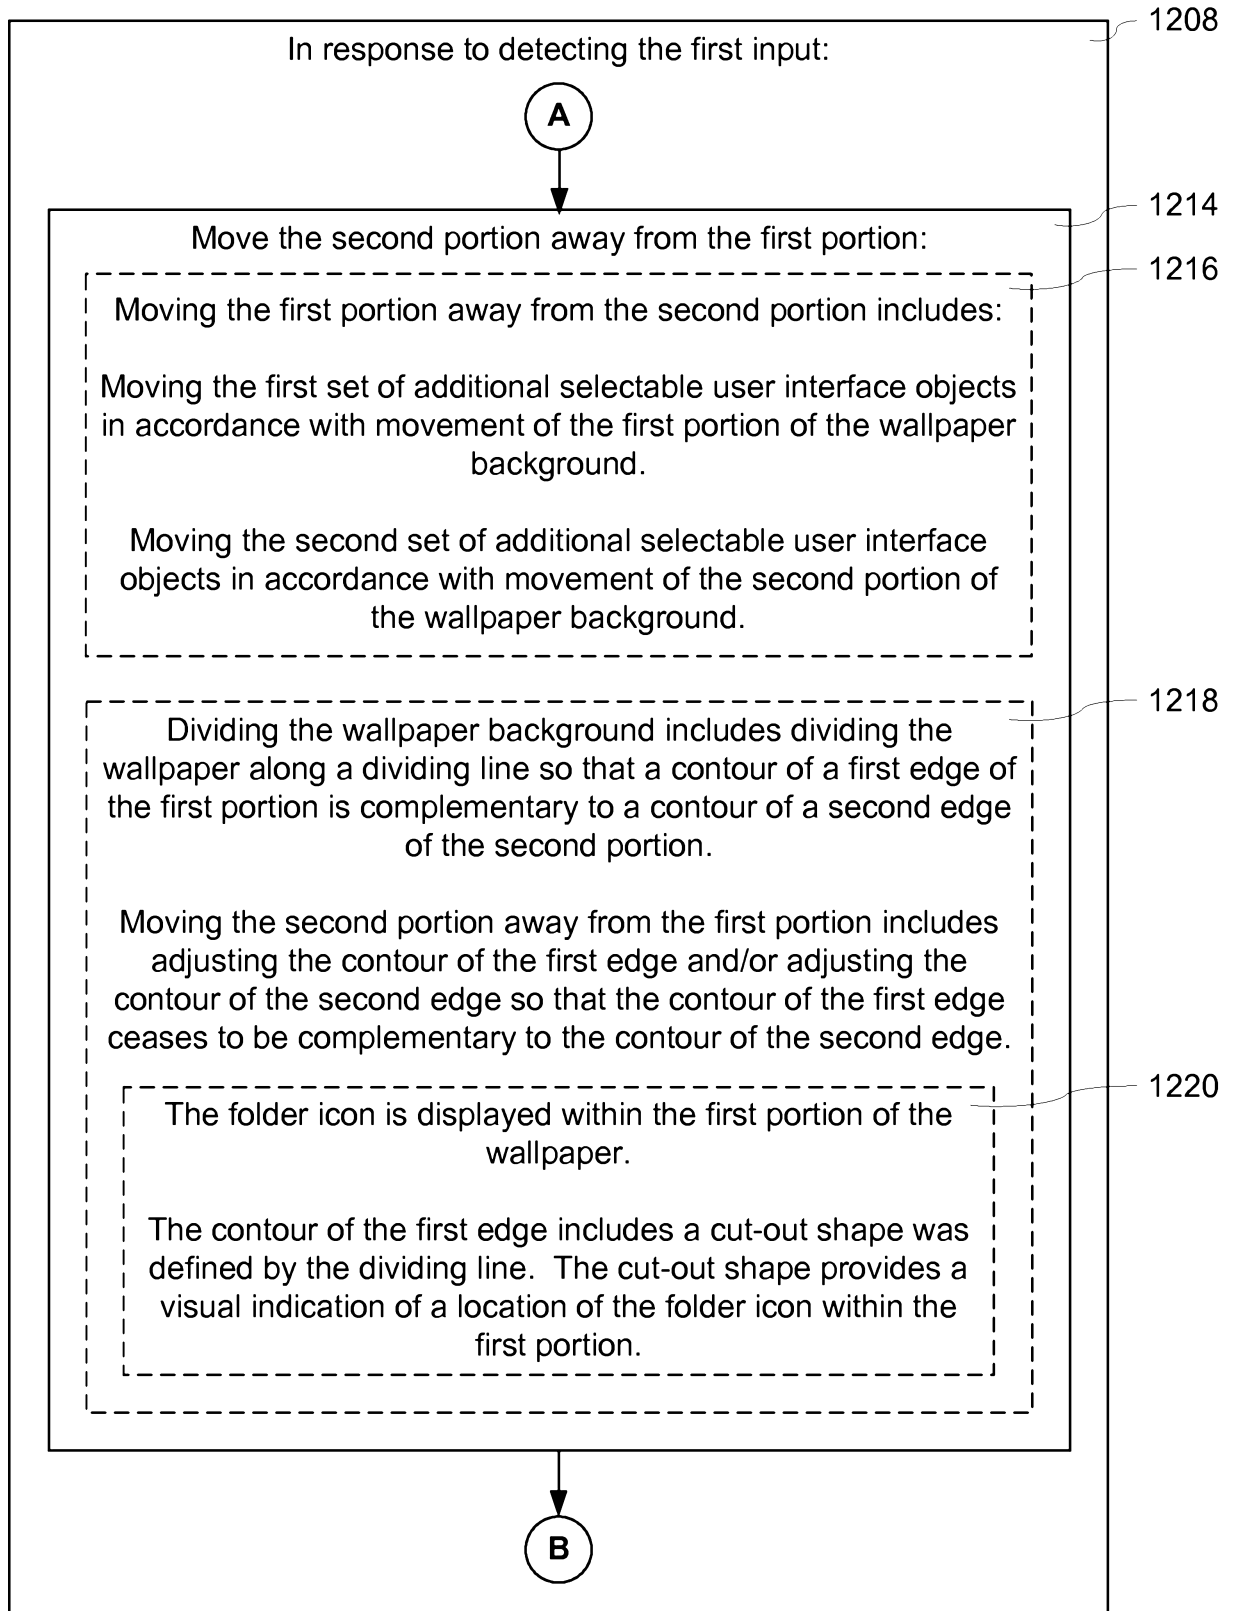 1208
In response to detecting the first input:
A
1214
Move the second portion away from the first portion:
1216
Moving the first portion away from the second portion includes:
Moving the first set of additional selectable user interface objects
in accordance with movement of the first portion of the wallpaper
background.
Moving the second set of additional selectable user interface
objects in accordance with movement of the second portion of
the wallpaper background.
1218
Dividing the wallpaper background includes dividing the
wallpaper along a dividing line so that a contour of a first edge of
the first portion is complementary to a contour of a second edge
of the second portion.
Moving the second portion away from the first portion includes
adjusting the contour of the first edge and/or adjusting the
contour of the second edge so that the contour of the first edge
ceases to be complementary to the contour of the second edge.
1220
The folder icon is displayed within the first portion of the
wallpaper.
The contour of the first edge includes a cut-out shape was
defined by the dividing line.  The cut-out shape provides a
visual indication of a location of the folder icon within the
first portion.
B